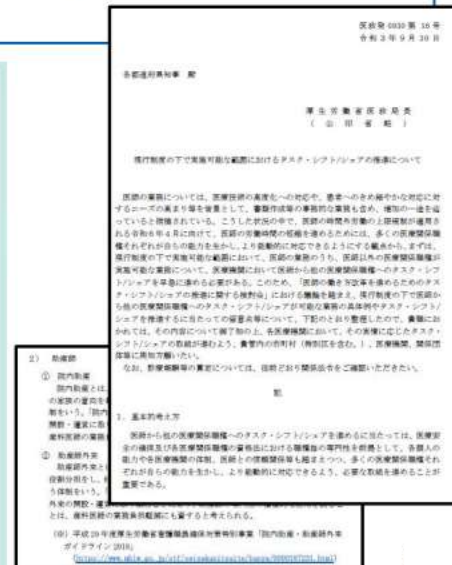 医政発 0930 第 16 号
令和 3 年 9 月 30 日
各都道府県知事 殿
厚生労働省医政局長
（ 公 印 省 略 ）
現行制度の下で実施可能な範囲におけるタスク・シフト/シェアの推進について
医師の業務については、医療技術の高度化への対応や、患者へのきめ細やかな対応に対
するニーズの高まり等を背景として、書類作成等の事務的な業務も含め、増加の一途を辿
っていると指摘されている。こうした状況の中で、医師の時間外労働の上限規制が適用さ
れる令和 6 年 4 月に向けて、医師の労働時間の短縮を進めるためには、多くの医療関係職
種それぞれが自らの能力を生かし、より能動的に対応できるようにする観点から、まずは、
現行制度の下で実施可能な範囲において、医師の業務のうち、医師以外の医療関係職種が
実施可能な業務について、医療機関において医師から他の医療関係職種へのタスク・シフ
ト/シェアを早急に進める必要がある。このため、「医師の働き方改革を進めるためのタス
ク・シフト/シェアの推進に関する検討会」における議論を踏まえ、現行制度の下で医師か
ら他の医療関係職種へのタスク・シフト/シェアが可能な業務の具体例やタスク・シフト/
シェアを推進するに当たっての留意点等について、下記のとおり整理したので、貴職にお
かれては、その内容について御了知の上、各医療機関において、その実情に応じたタスク・
シフト/シェアの取組が進むよう、貴管内の市町村（特別区を含む。）、医療機関、関係団
体等に周知方願いたい。
なお、診療報酬等の算定については、従前どおり関係法令をご確認いただきたい。
記
1. 基本的考え方
医師から他の医療関係職種へのタスク・シフト/シェアを進めるに当たっては、医療安
全の確保及び各医療関係職種の資格法における職種毎の専門性を前提として、各個人の
能力や各医療機関の体制、医師との信頼関係等も踏まえつつ、多くの医療関係職種それ
ぞれが自らの能力を生かし、より能動的に対応できるよう、必要な取組を進めることが
重要である。
2） 助産師
① 院内助産
院内助産とは、
の家族の意向を
制をいう。「院内
開設・運営に取り
産科医師の業務
② 助産師外来
助産師外来と
役割分担をし、
う体制をいう。
外来の開設・運
とは、産科医師の業務負担軽減にも資すると考えられる。
（※）平成 29 年度厚生労働省看護職員確保対策特別事業「院内助産・助産師外来
ガイドライン 2018」